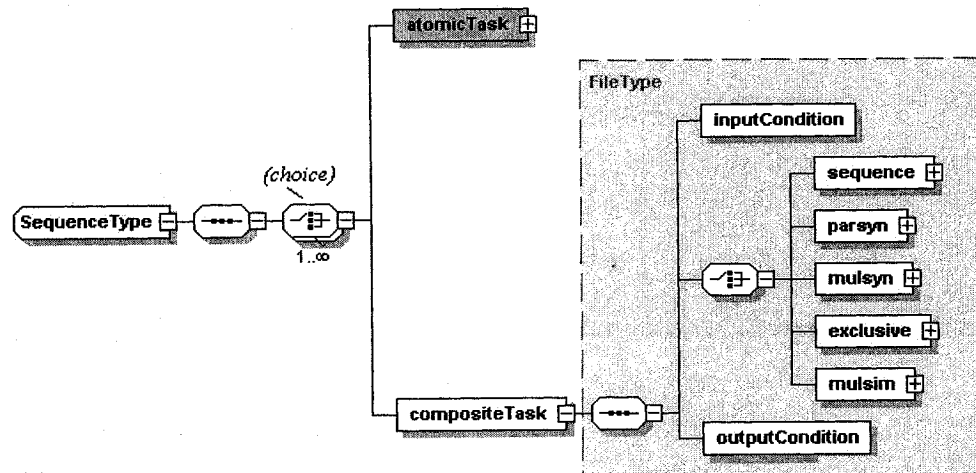 atomicTask
FileType
inputCondition
(choice)
sequence
SequenceType
parsyn
1..∞
mulsyn
exclusive
mulsim
compositeTask
outputCondition